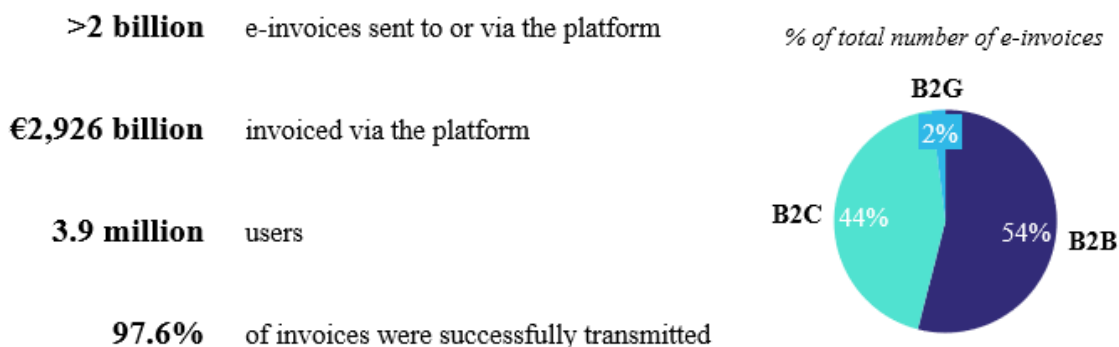 >2 billion e-invoices sent to or via the platform
€2,926 billion invoiced via the platform
3.9 million users
97.6% of invoices were successfully transmitted
% of total number of e-invoices
B2G
2%
B2C 44%
54% B2B